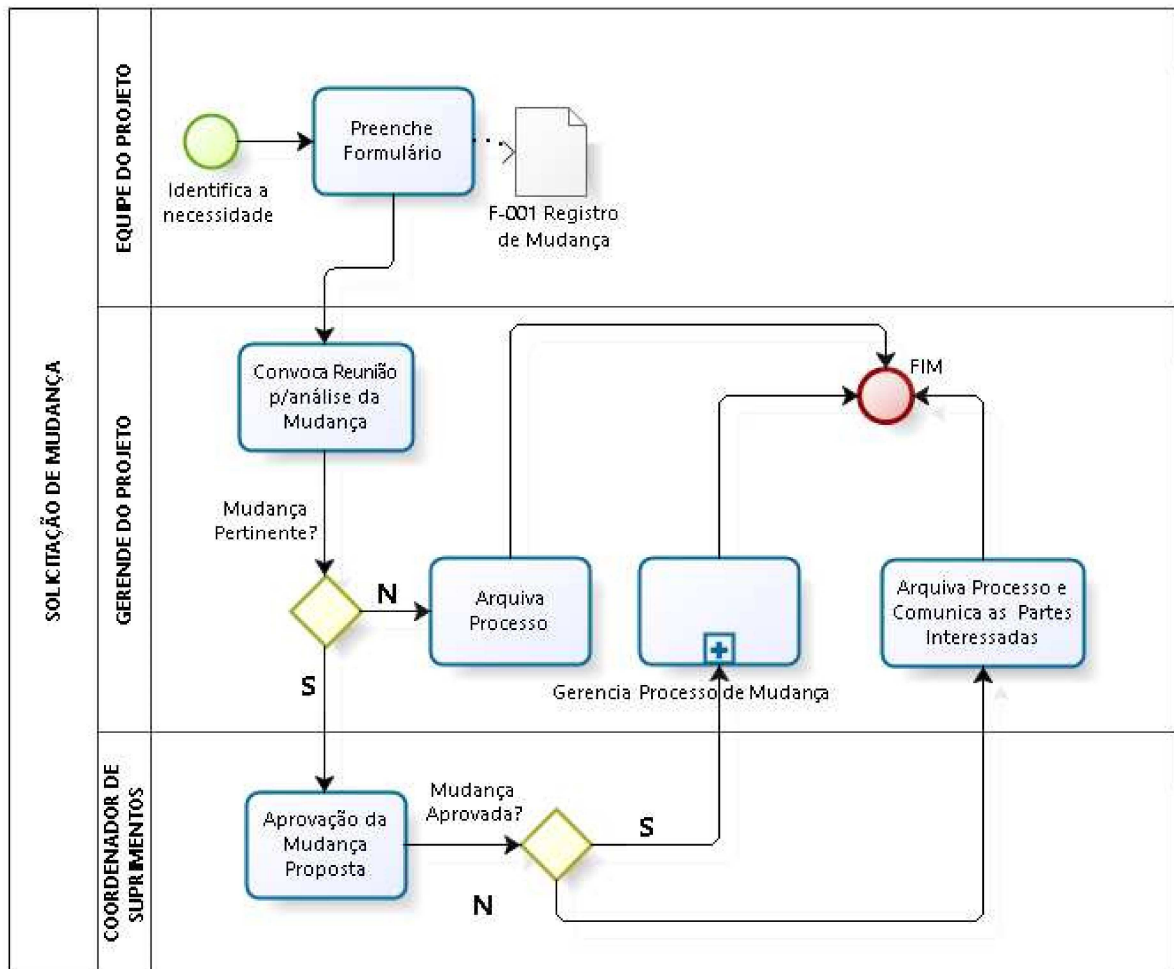 SOLICITAÇÃO DE MUDANÇA
EQUIPE DO PROJETO
Identifica a
necessidade
Preenche
Formulário
F-001 Registro
de Mudança
GERENDE DO PROJETO
Convoca Reunião
p/análise da
Mudança
FIM
Mudança
Pertinente?
N
S
Arquiva
Processo
Gerencia Processo de Mudança
Arquiva Processo e
Comunica as Partes
Interessadas
COORDENADOR DE
SUPRIMENTOS
Aprovação da
Mudança
Proposta
Mudança
Aprovada?
S
N